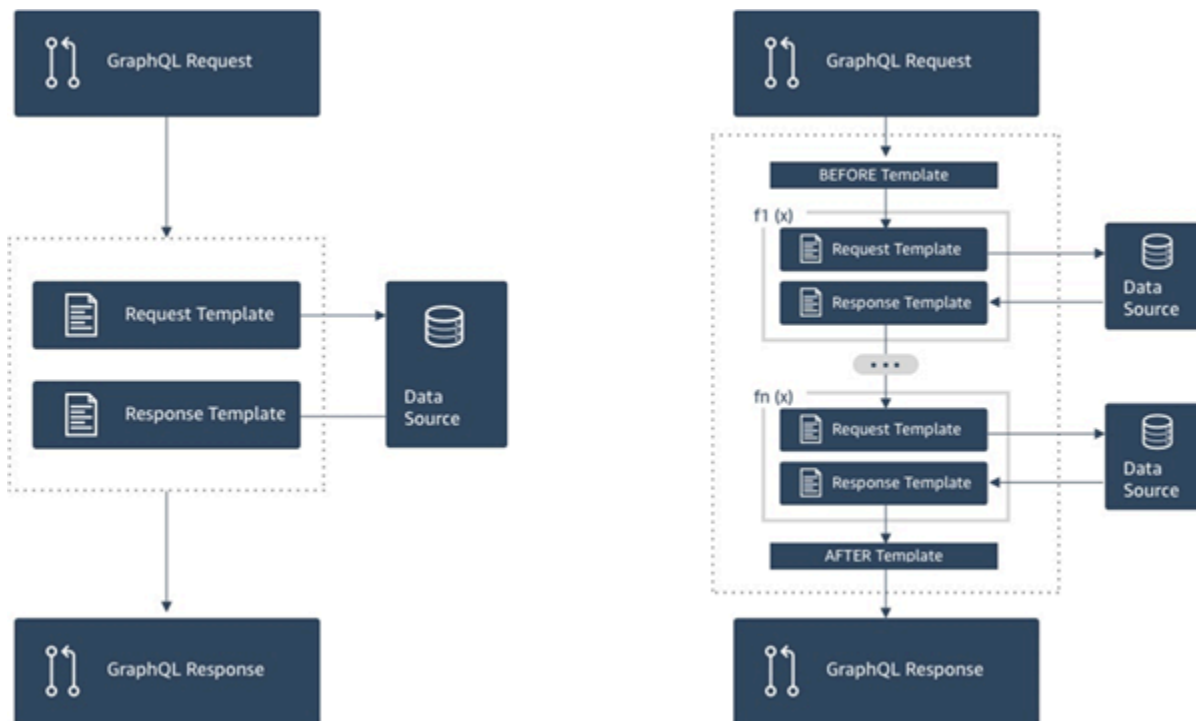 GraphQL Request
Request Template
Response Template
Data
Source
GraphQL Response
GraphQL Request
BEFORE Template
f1 (x)
Request Template
Response Template
Data
Source
fn (x)
Request Template
Response Template
Data
Source
AFTER Template
GraphQL Response